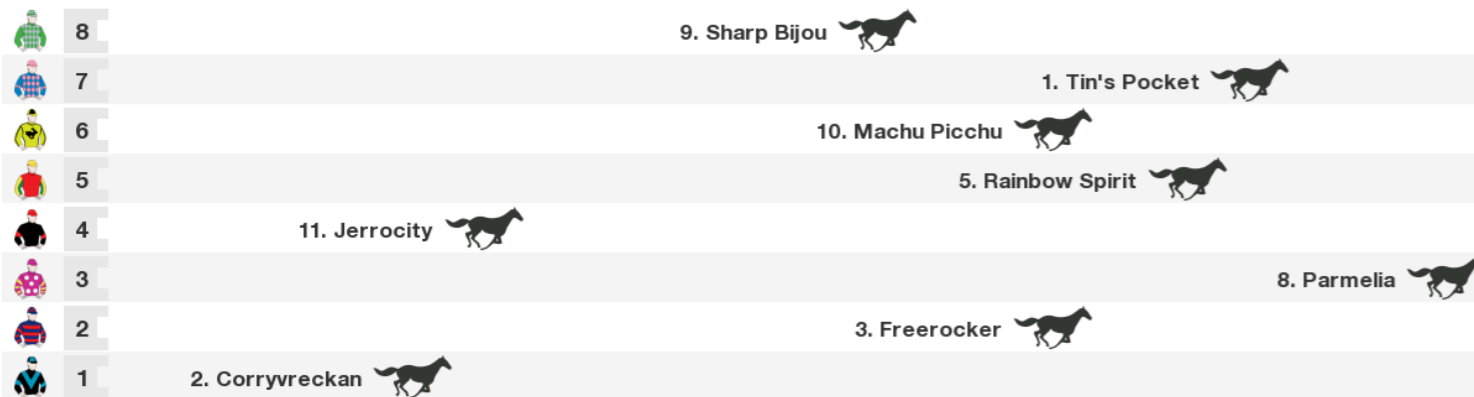 8 9. Sharp Bijou
7 1. Tin's Pocket
6 10. Machu Picchu
5 5. Rainbow Spirit
4 11. Jerrocity
3 8. Parmelia
2 3. Freerocker
1 2. Corryvreckan